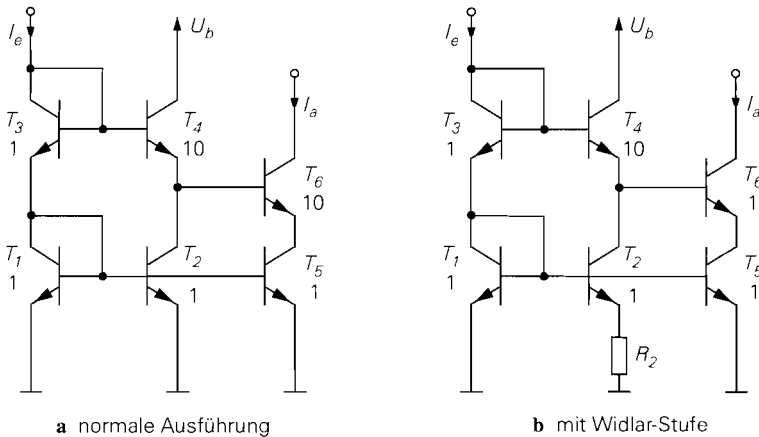 I_e
U_b
I_a
T_3
1
T_4
10
T_6
10
T_1
1
T_2
1
T_5
1
a normale Ausführung
I_e
U_b
I_a
T_3
1
T_4
10
T_6
1
T_1
1
T_2
1
T_5
1
R_2
b mit Widlar-Stufe